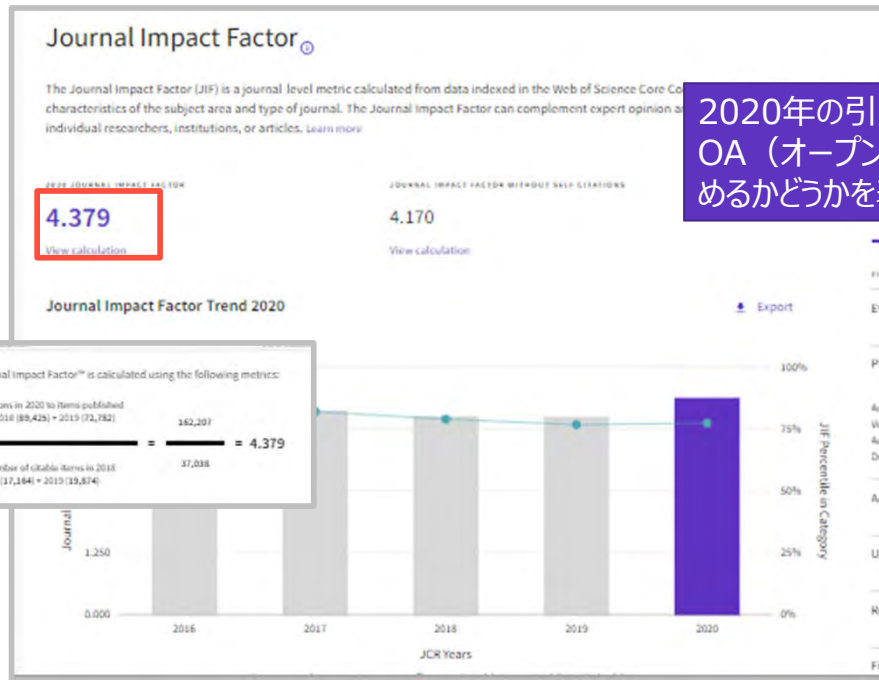 Journal Impact Factor
The Journal Impact Factor (JIF) is a journal-level metric calculated from data indexed in the Web of Science Core Co
characteristics of the subject area and type of journal. The Journal Impact Factor can complement expert opinion a
individual researchers, institutions, or articles. Learn more
2020年の引
OA（オープン
めるかどうかを
2020 JOURNAL IMPACT FACTOR
4.379
View calculation
JOURNAL IMPACT FACTOR WITHOUT SELF CITATIONS
4.170
View calculation
Journal Impact Factor Trend 2020
Export
nal Impact Factor™ is calculated using the following metrics:
ons in 2020 to items published
018 (89,425) + 2019 (72,782)
= 162,207 = 4.379
mber of citable items in 2018
(17,164) + 2019 (19,874)
37,038
100%
75%
50%
25%
0%
JIF Percentile in Category
Journal
1.250
0.000
2016
2017
2018
2019
2020
JCR Years